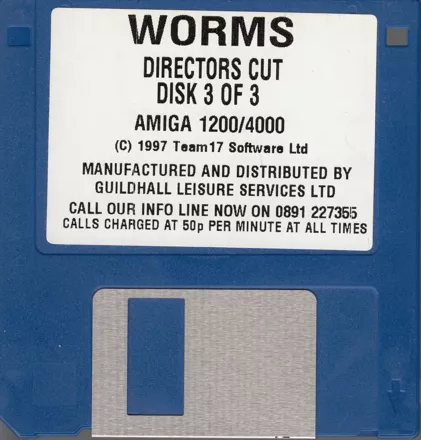 WORMS
DIRECTORS CUT
DISK 3 OF 3
AMIGA 1200/4000
(C) 1997 Team17 Software Ltd
MANUFACTURED AND DISTRIBUTED BY
GUILDHALL LEISURE SERVICES LTD
CALL OUR INFO LINE NOW ON 0891 227355
CALLS CHARGED AT 50p PER MINUTE AT ALL TIMES